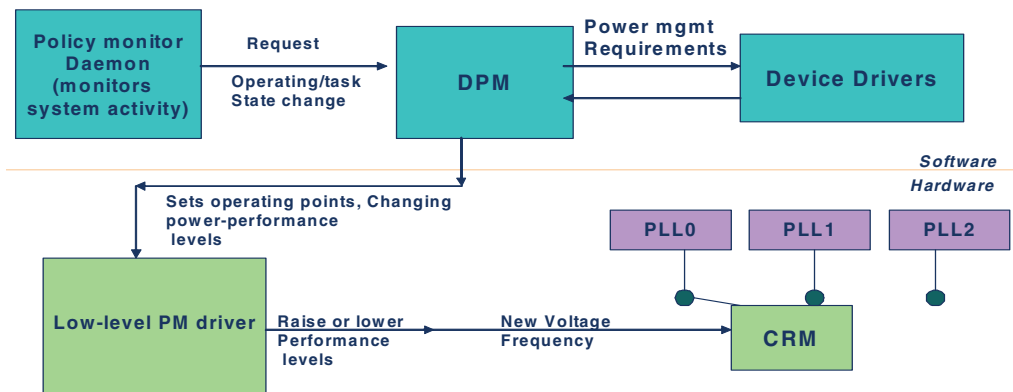 Policy monitor
Daemon
(monitors
system activity)
Request
Operating/task
State change
DPM
Power mgmt
Requirements
Device Drivers
Software
Hardware
Sets operating points, Changing
power-performance
levels
PLL0
PLL1
PLL2
Low-level PM driver
Raise or lower
Performance
levels
New Voltage
Frequency
CRM